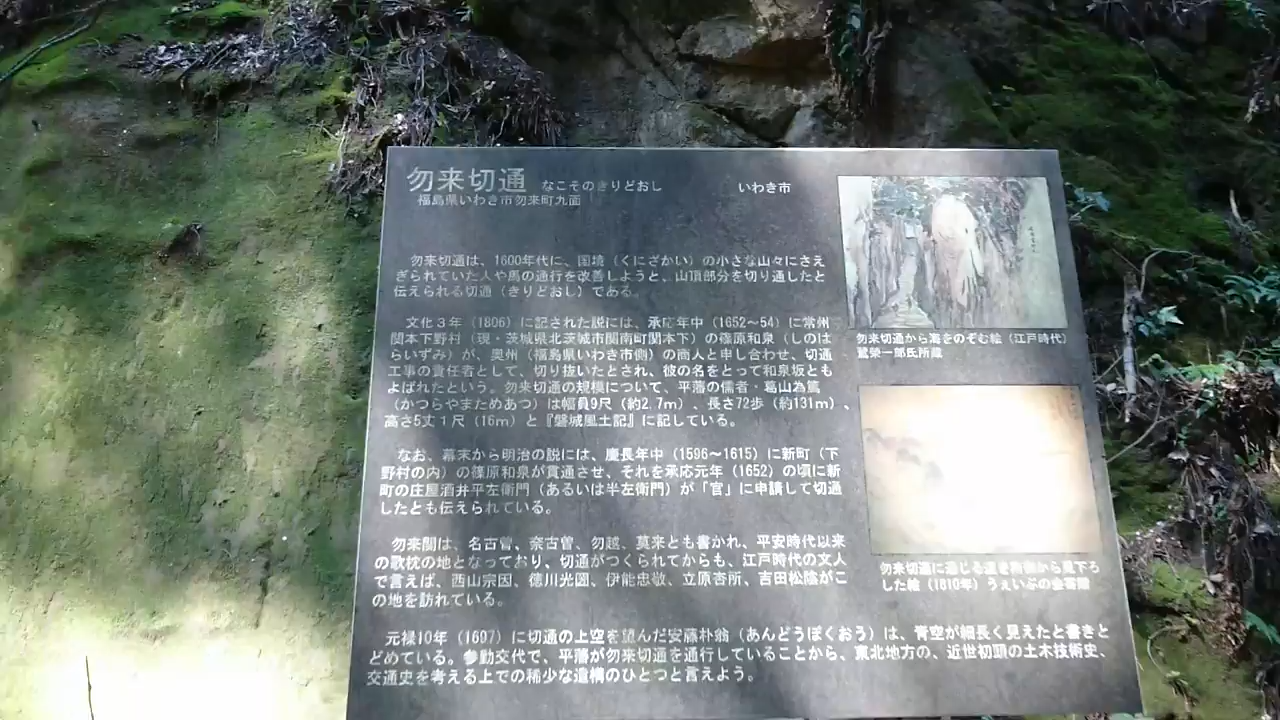 勿来切通 なこそのきりどおし いわき市
福島県いわき市勿来町九面
勿来切通は、1600年代に、国境（くにざかい）の小さな山々にさえ
ぎられていた人や馬の通行を改善しようと、山頂部分を切り通したと
伝えられる切通（きりどおし）である。
文化３年（1806）に記された説には、承応年中（1652〜54）に常州
関本下野村（現・茨城県北茨城市関南町関本下）の篠原和泉（しのは
らいずみ）が、奥州（福島県いわき市側）の商人と申し合わせ、切通
工事の責任者として、切り抜いたとされ、彼の名をとって和泉坂とも
よばれたという。勿来切通の規模について、平藩の儒者・葛山為篤
（かつらやまためあつ）は幅員9尺（約2.7m）、長さ72歩（約131m）、
高さ5丈１尺（16m）と『磐城風土記』に記している。
なお、幕末から明治の説には、慶長年中（1596〜1615）に新町（下
野村の内）の篠原和泉が貫通させ、それを承応元年（1652）の頃に新
町の庄屋酒井平左衛門（あるいは半左衛門）が「官」に申請して切通
したとも伝えられている。
勿来関は、名古曽、奈古曽、勿越、莫来とも書かれ、平安時代以来
の歌枕の地となっており、切通がつくられてからも、江戸時代の文人
で言えば、西山宗因、徳川光圀、伊能忠敬、立原杏所、吉田松陰がこ
の地を訪れている。
元禄10年（1697）に切通の上空を望んだ安藤朴翁（あんどうぼくおう）は、青空が細長く見えたと書きと
どめている。参勤交代で、平藩が勿来切通を通行していることから、東北地方の、近世初頭の土木技術史、
交通史を考える上での稀少な遺構のひとつと言えよう。
勿来切通から海をのぞむ絵（江戸時代）
鷺榮一郎氏所蔵
勿来切通に通じる道を から見下ろ
した絵（1810年）うぇいぶの会寄贈